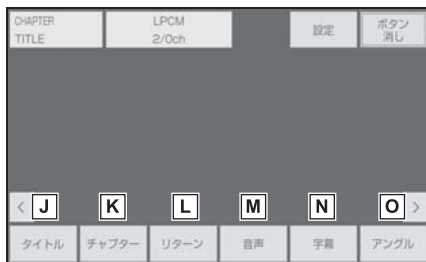 CHAPTER
TITLE
LPCM
2/0ch
設定
ボタン
消し
< J K L M N O >
タイトル チャプター リターン 音声 字幕 アングル